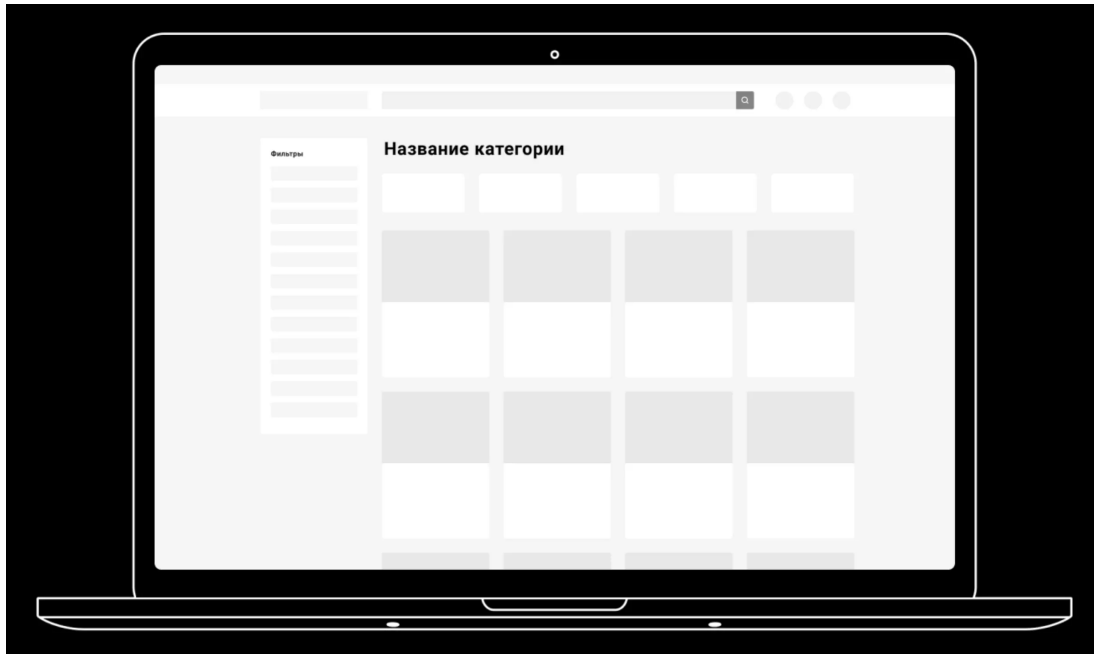 Название категории
Фильтры